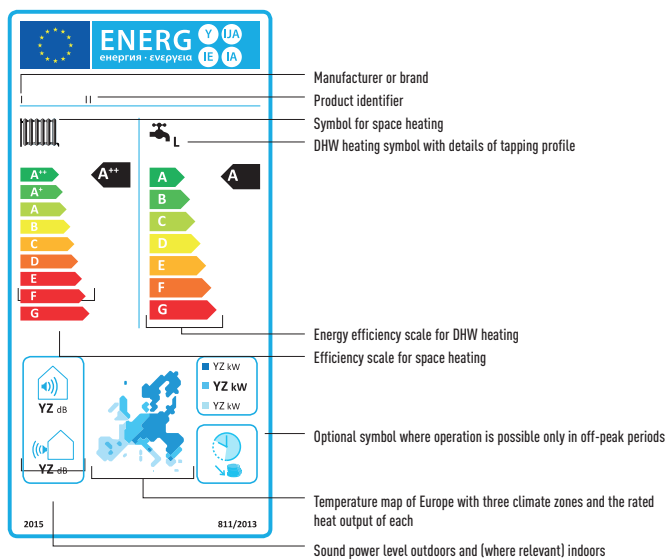 ENERG
енергия · ενεργεια
Y IJA
IE IA
Manufacturer or brand
I II
Product identifier
Symbol for space heating
L
DHW heating symbol with details of tapping profile
A++
A+
A
B
C
D
E
F
G
A++
A
B
C
D
E
F
G
A
Energy efficiency scale for DHW heating
Efficiency scale for space heating
YZ dB
YZ dB
YZ kW
YZ kW
YZ kW
Optional symbol where operation is possible only in off-peak periods
Temperature map of Europe with three climate zones and the rated
heat output of each
2015
811/2013
Sound power level outdoors and (where relevant) indoors